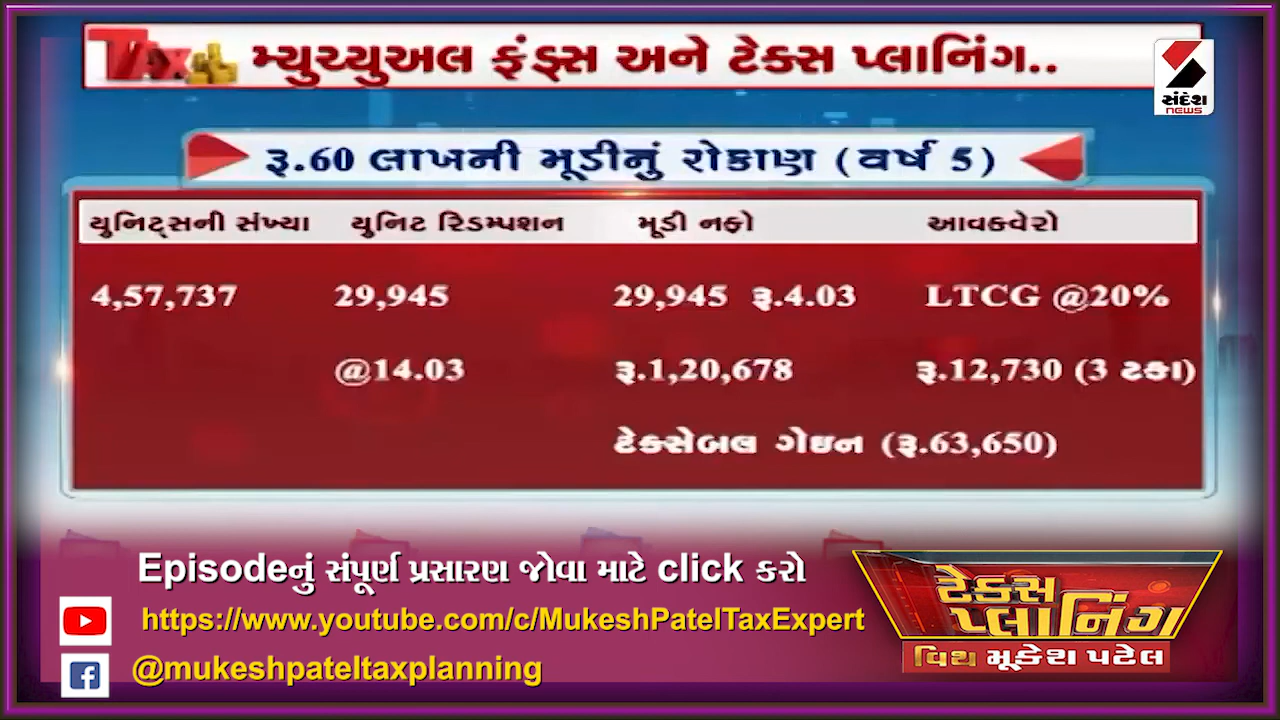 TAX મ્યુચ્યુઅલ ફંડ્સ અને ટેક્સ પ્લાનિંગ..
સંદેશ
NEWS
રૂ.60 લાખની મૂડીનું રોકાણ (વર્ષ 5)
યુનિટ્સની સંખ્યા યુનિટ રિડમ્પશન મૂડી નફો આવકવેરો
4,57,737 29,945 29,945 રૂ.4.03 LTCG @20%
@14.03 રૂ.1,20,678 રૂ.12,730 (3 ટકા)
ટેક્સેબલ ગેઇન (રૂ.63,650)
Episodeનું સંપૂર્ણ પ્રસારણ જોવા માટે click કરો
https://www.youtube.com/c/MukeshPatelTaxExpert
@mukeshpateltaxplanning
ટેક્સ
પ્લાનિંગ
વિથ મૂકેશ પટેલ